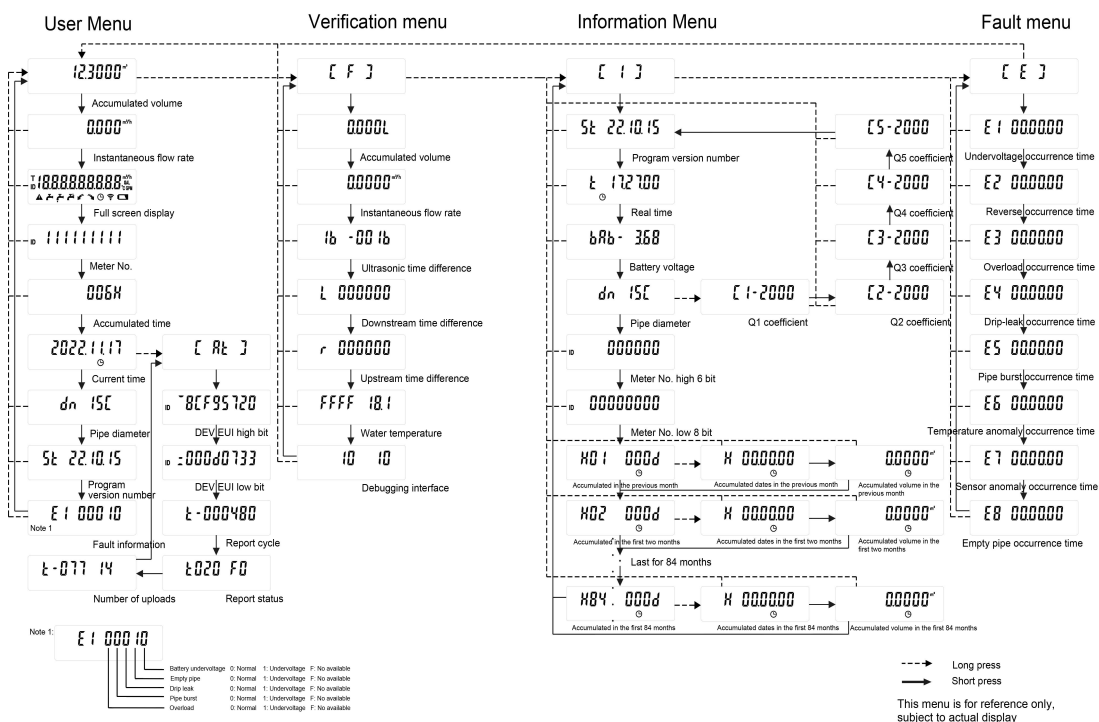 User Menu
Verification menu
Information Menu
Fault menu
12.3000 m³
Accumulated volume
0.000 m³/h
Instantaneous flow rate
Full screen display
ID 111111111
Meter No.
006H
Accumulated time
2022.11.17
Current time
dn 15C
Pipe diameter
St 22.10.15
Program
version number
E1 00010
Note 1
Fault information
t-077 14
Number of uploads
[ At ]
ID 8CF95720
DEV EUI high bit
ID 000d0733
DEV EUI low bit
t-000480
Report cycle
t020 F0
Report status
[ F ]
0.000L
Accumulated volume
0.0000 m³/h
Instantaneous flow rate
1b -001b
Ultrasonic time difference
L 000000
Downstream time difference
r 000000
Upstream time difference
FFFF 18.1
Water temperature
10 10
Debugging interface
[ 1 ]
St 22.10.15
Program version number
t 17.27.00
Real time
bAb- 3.68
Battery voltage
dn 15C
Pipe diameter
C1-2000
Q1 coefficient
C2-2000
Q2 coefficient
C3-2000
Q3 coefficient
C4-2000
Q4 coefficient
C5-2000
Q5 coefficient
ID 000000
Meter No. high 6 bit
ID 00000000
Meter No. low 8 bit
H01 000d
Accumulated in the previous month
H 00.00.00
Accumulated dates in the previous month
0.0000 m³
Accumulated volume in the
previous month
H02 000d
Accumulated in the first two months
H 00.00.00
Accumulated dates in the first two months
0.0000 m³
Accumulated volume in the
first two months
Last for 84 months
H84 000d
Accumulated in the first 84 months
H 00.00.00
Accumulated dates in the first 84 months
0.0000 m³
Accumulated volume in the first 84 months
[ E ]
E1 00.00.00
Undervoltage occurrence time
E2 00.00.00
Reverse occurrence time
E3 00.00.00
Overload occurrence time
E4 00.00.00
Drip-leak occurrence time
E5 00.00.00
Pipe burst occurrence time
E6 00.00.00
Temperature anomaly occurrence time
E7 00.00.00
Sensor anomaly occurrence time
E8 00.00.00
Empty pipe occurrence time
Note 1:
E1 00010
Battery undervoltage 0: Normal 1: Undervoltage F: No available
Empty pipe 0: Normal 1: Undervoltage F: No available
Drip leak 0: Normal 1: Undervoltage F: No available
Pipe burst 0: Normal 1: Undervoltage F: No available
Overload 0: Normal 1: Undervoltage F: No available
Long press
Short press
This menu is for reference only,
subject to actual display